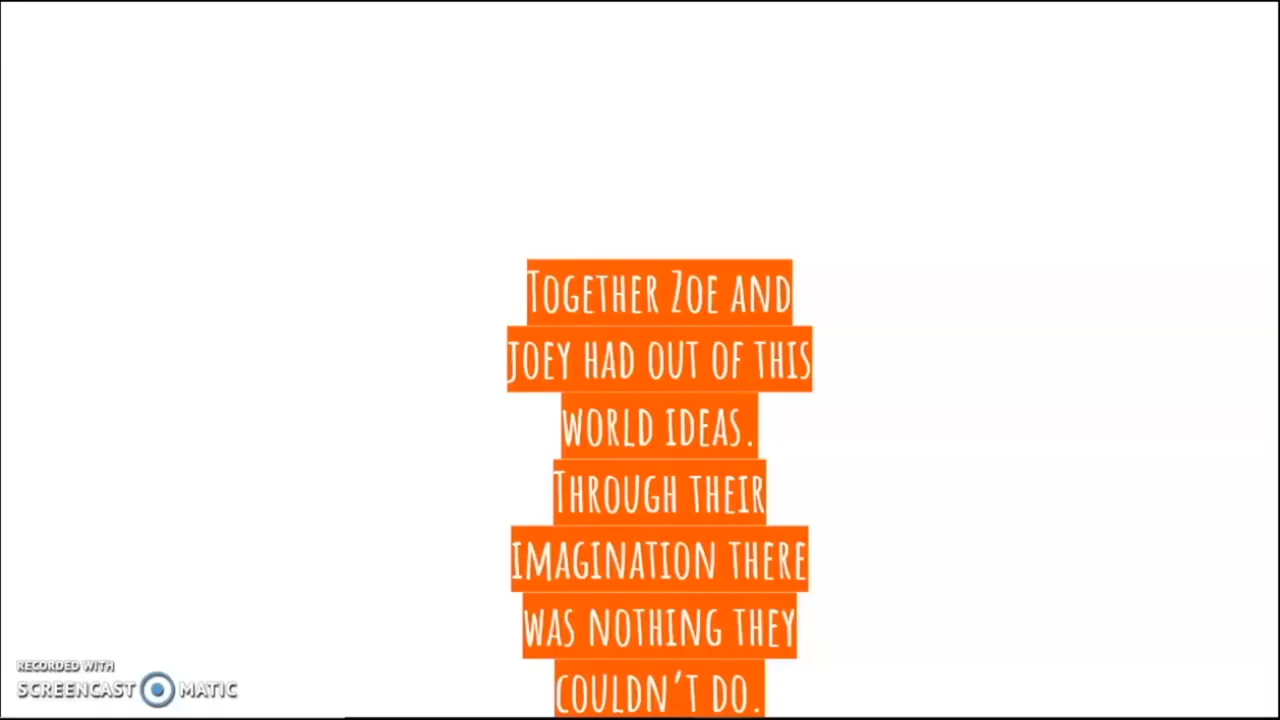 Together Zoe and
Joey had out of this
world ideas.
Through their
imagination there
was nothing they
couldn't do.
RECORDED WITH
SCREENCAST MATIC